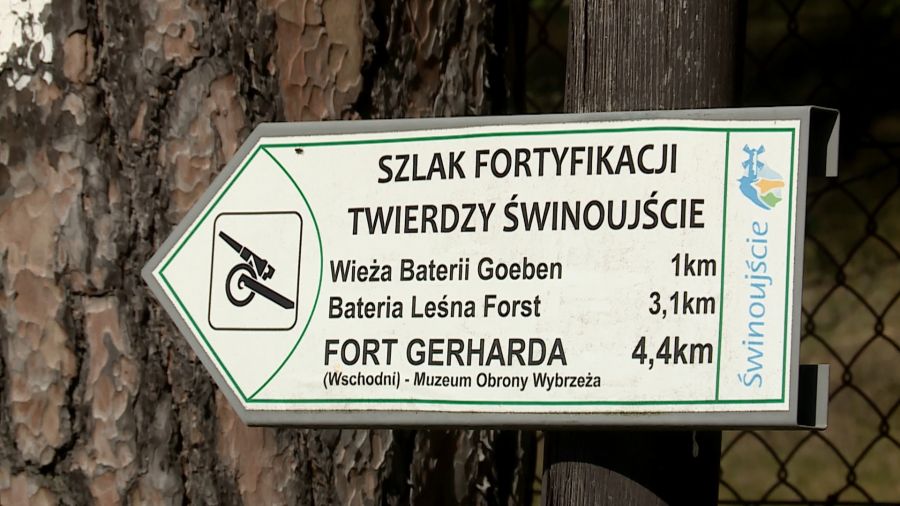 SZLAK FORTYFIKACJI
TWIERDZY ŚWINOUJŚCIE
Wieża Baterii Goeben 1km
Bateria Leśna Forst 3,1km
FORT GERHARDA 4,4km
(Wschodni) - Muzeum Obrony Wybrzeża
Świnoujście